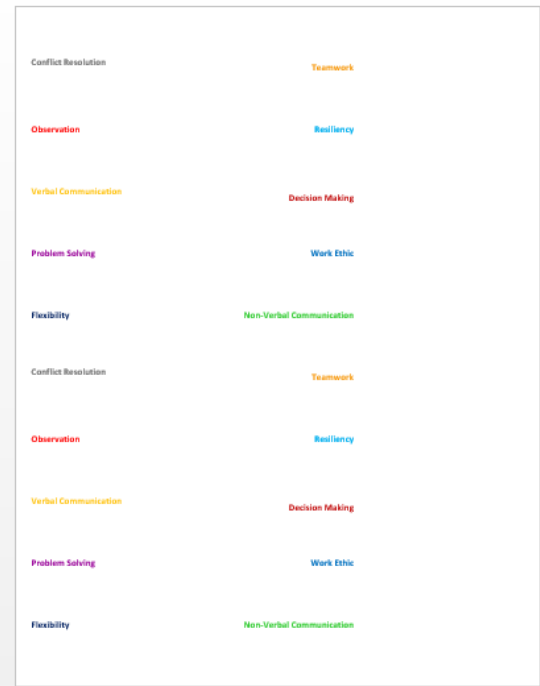 Conflict Resolution
Teamwork
Observation
Resiliency
Verbal Communication
Decision Making
Problem Solving
Work Ethic
Flexibility
Non-Verbal Communication
Conflict Resolution
Teamwork
Observation
Resiliency
Verbal Communication
Decision Making
Problem Solving
Work Ethic
Flexibility
Non-Verbal Communication